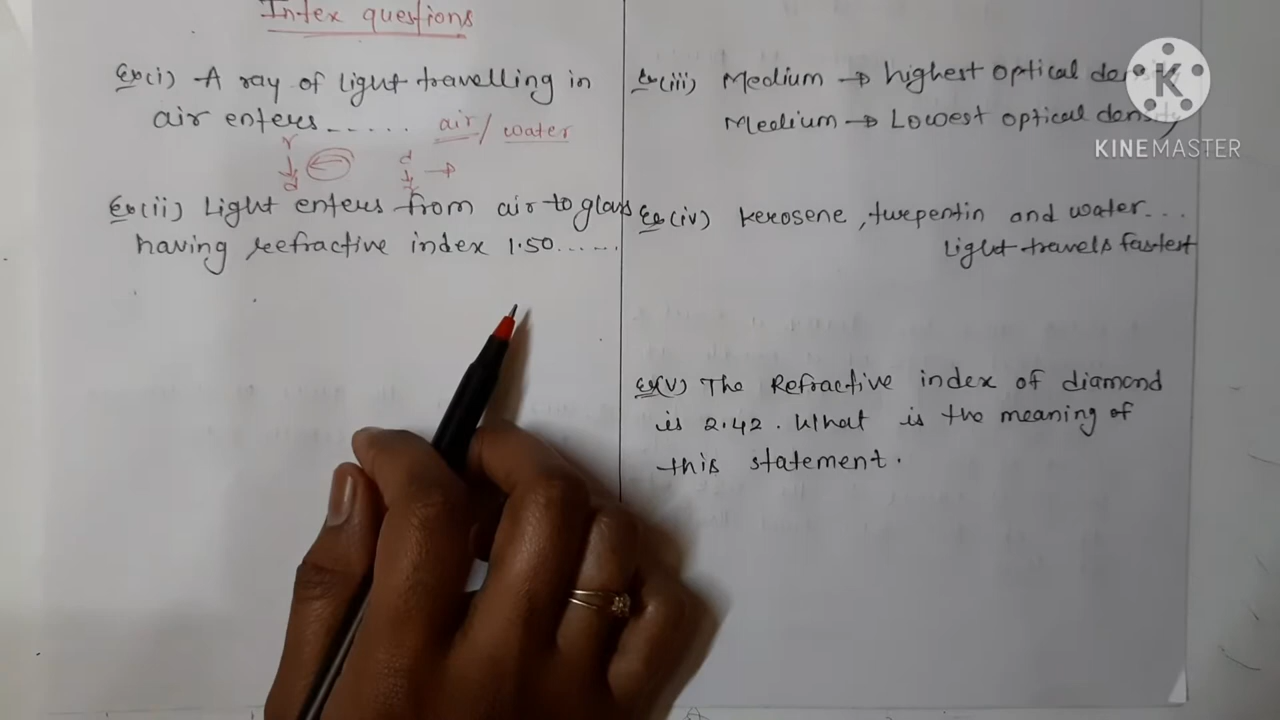 Intex questions
Ex(i) A ray of light travelling in
air enters...... air / water
r
d
d
r
Ex(ii) Light enters from air to glass
having refractive index 1.50......
Ex(iii) Medium → highest optical density
Medium → Lowest optical density
Ex(iv) Kerosene, turpentin and water...
Light travels fastest
Ex(v) The Refractive index of diamond
is 2.42. What is the meaning of
this statement.
K
KINEMASTER